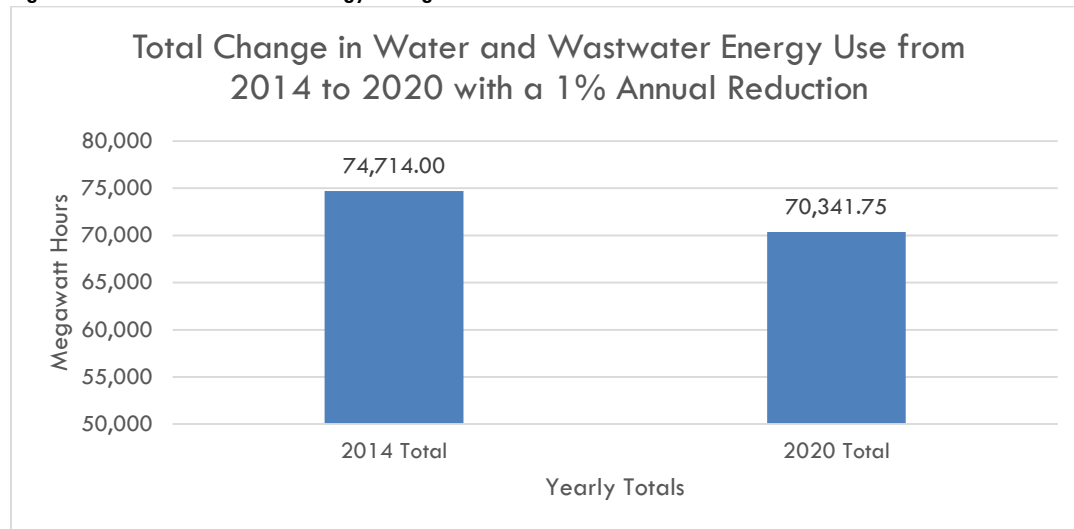 Total Change in Water and Wastwater Energy Use from
2014 to 2020 with a 1% Annual Reduction
80,000
75,000
70,000
65,000
60,000
55,000
50,000
Megawatt Hours
74,714.00
70,341.75
2014 Total
2020 Total
Yearly Totals